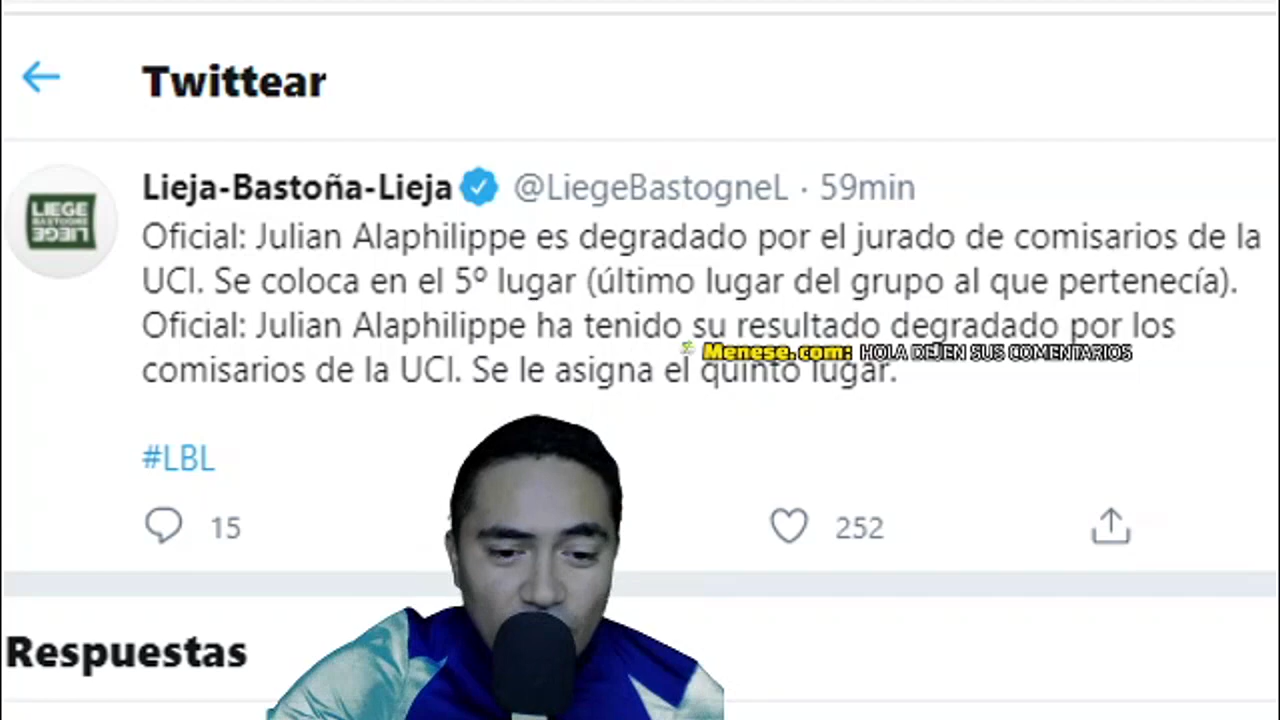 Twittear
Lieja-Bastoña-Lieja @LiegeBastogneL · 59min
LIEGE
BASTOGNE
LIEGE
Oficial: Julian Alaphilippe es degradado por el jurado de comisarios de la
UCI. Se coloca en el 5º lugar (último lugar del grupo al que pertenecía).
Oficial: Julian Alaphilippe ha tenido su resultado degradado por los
Menese.com: HOLA DEJEN SUS COMENTARIOS
comisarios de la UCI. Se le asigna el quinto lugar.
#LBL
15 252
Respuestas